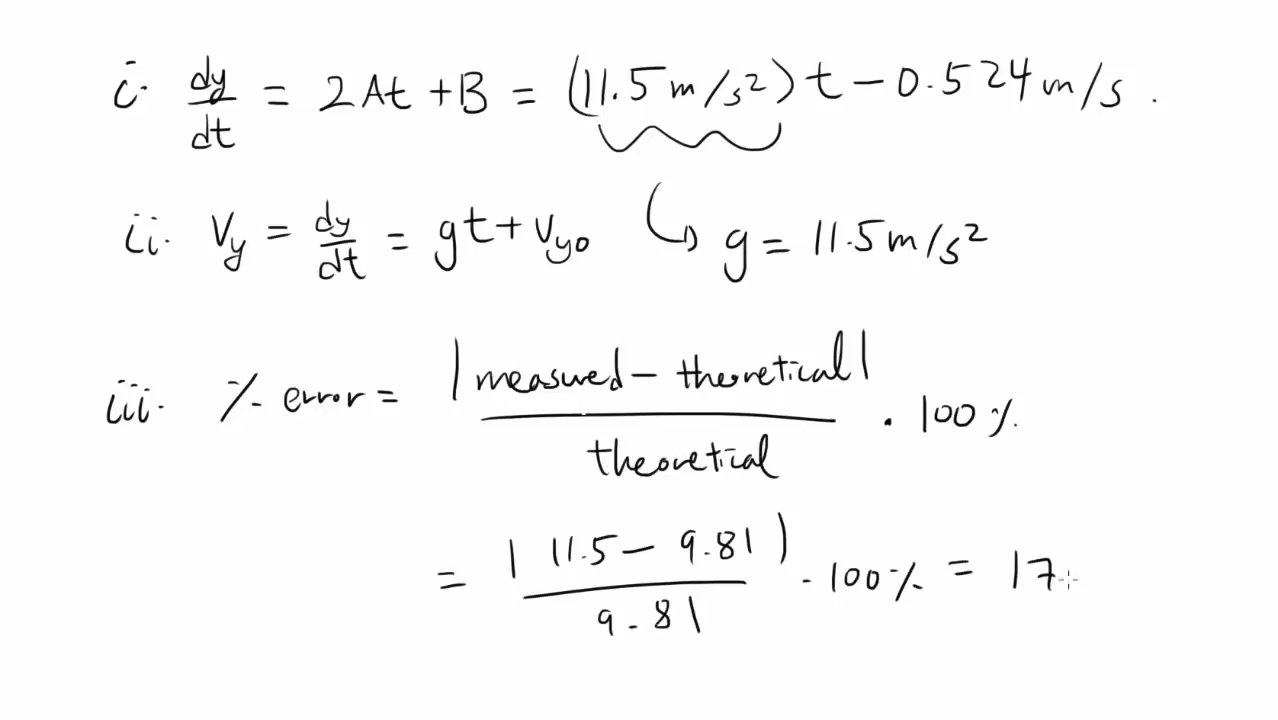 i. dy/dt = 2At + B = (11.5 m/s²) t − 0.524 m/s .
ii. Vy = dy/dt = gt + Vy0 ↳ g = 11.5 m/s²
iii. % error = |measured − theoretical| / theoretical · 100 %
= | 11.5 − 9.81 | / 9.81 · 100 % = 17